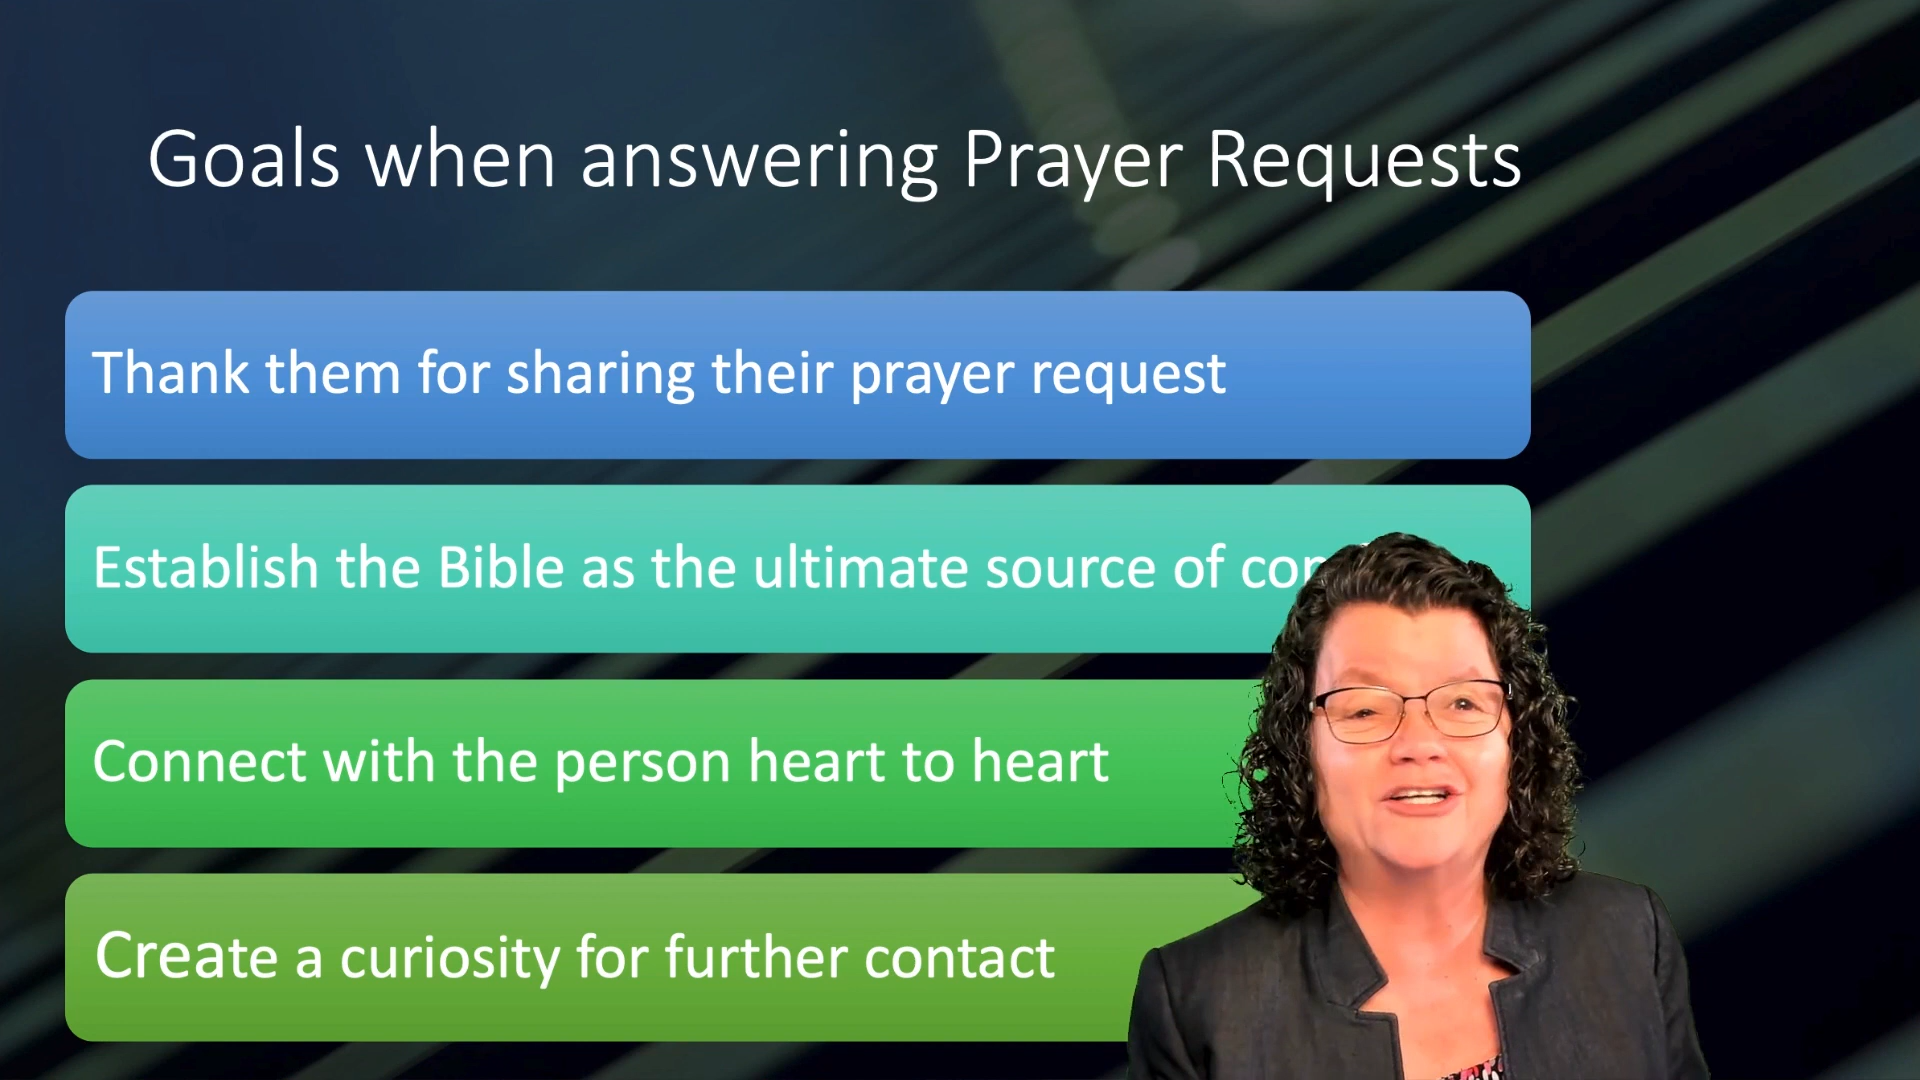 Goals when answering Prayer Requests
Thank them for sharing their prayer request
Establish the Bible as the ultimate source of
Connect with the person heart to heart
Create a curiosity for further contact